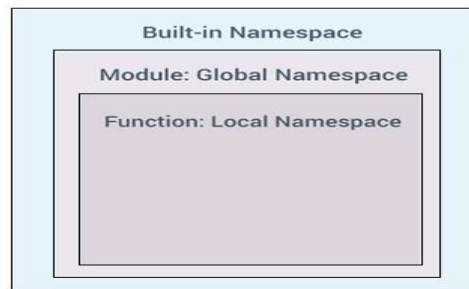 Built-in Namespace
Module: Global Namespace
Function: Local Namespace